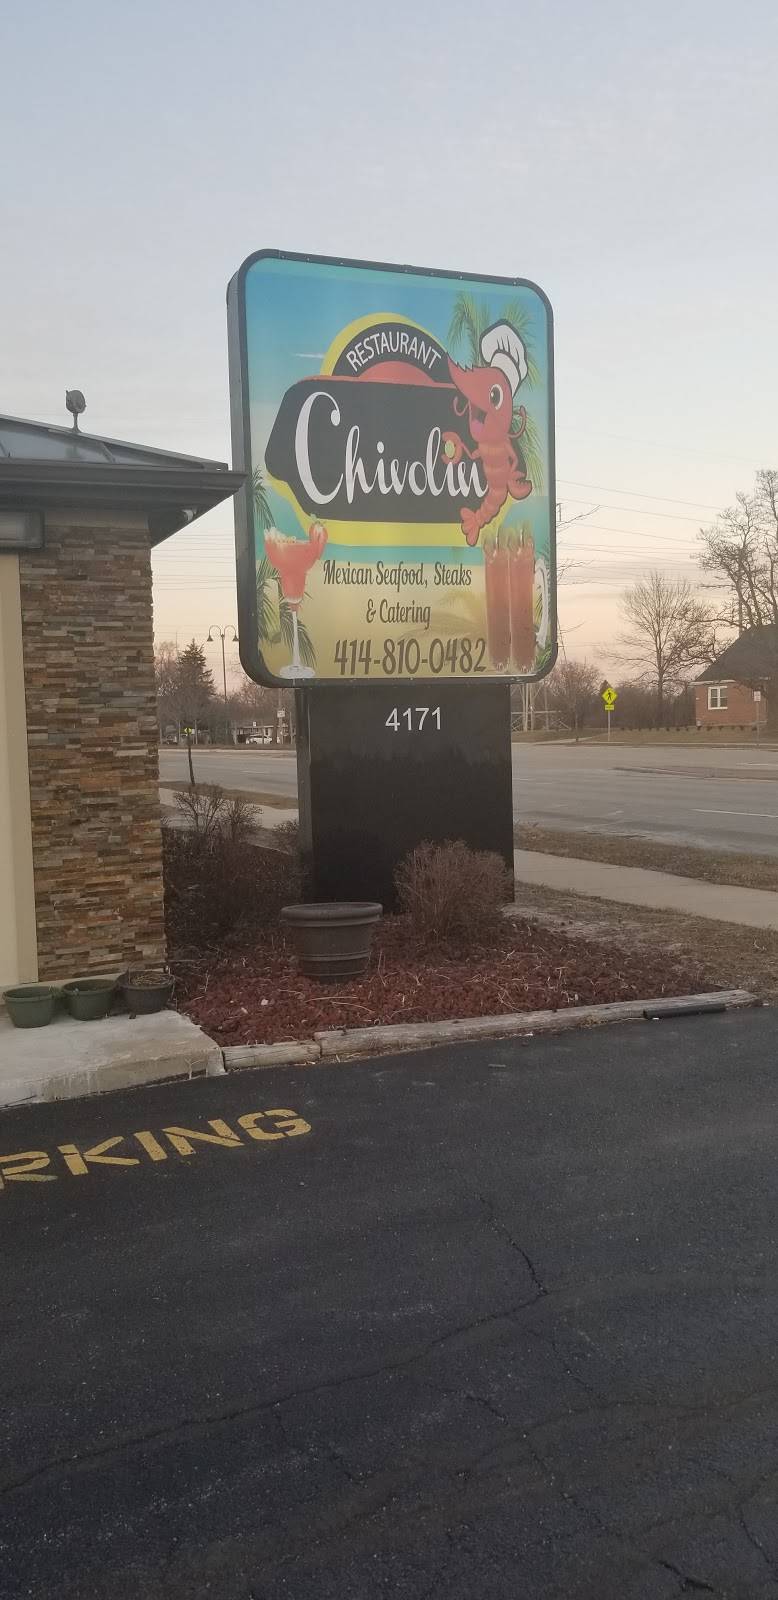 RESTAURANT
Chivolin
Mexican Seafood, Steaks
& Catering
414-810-0482
4171
RKING